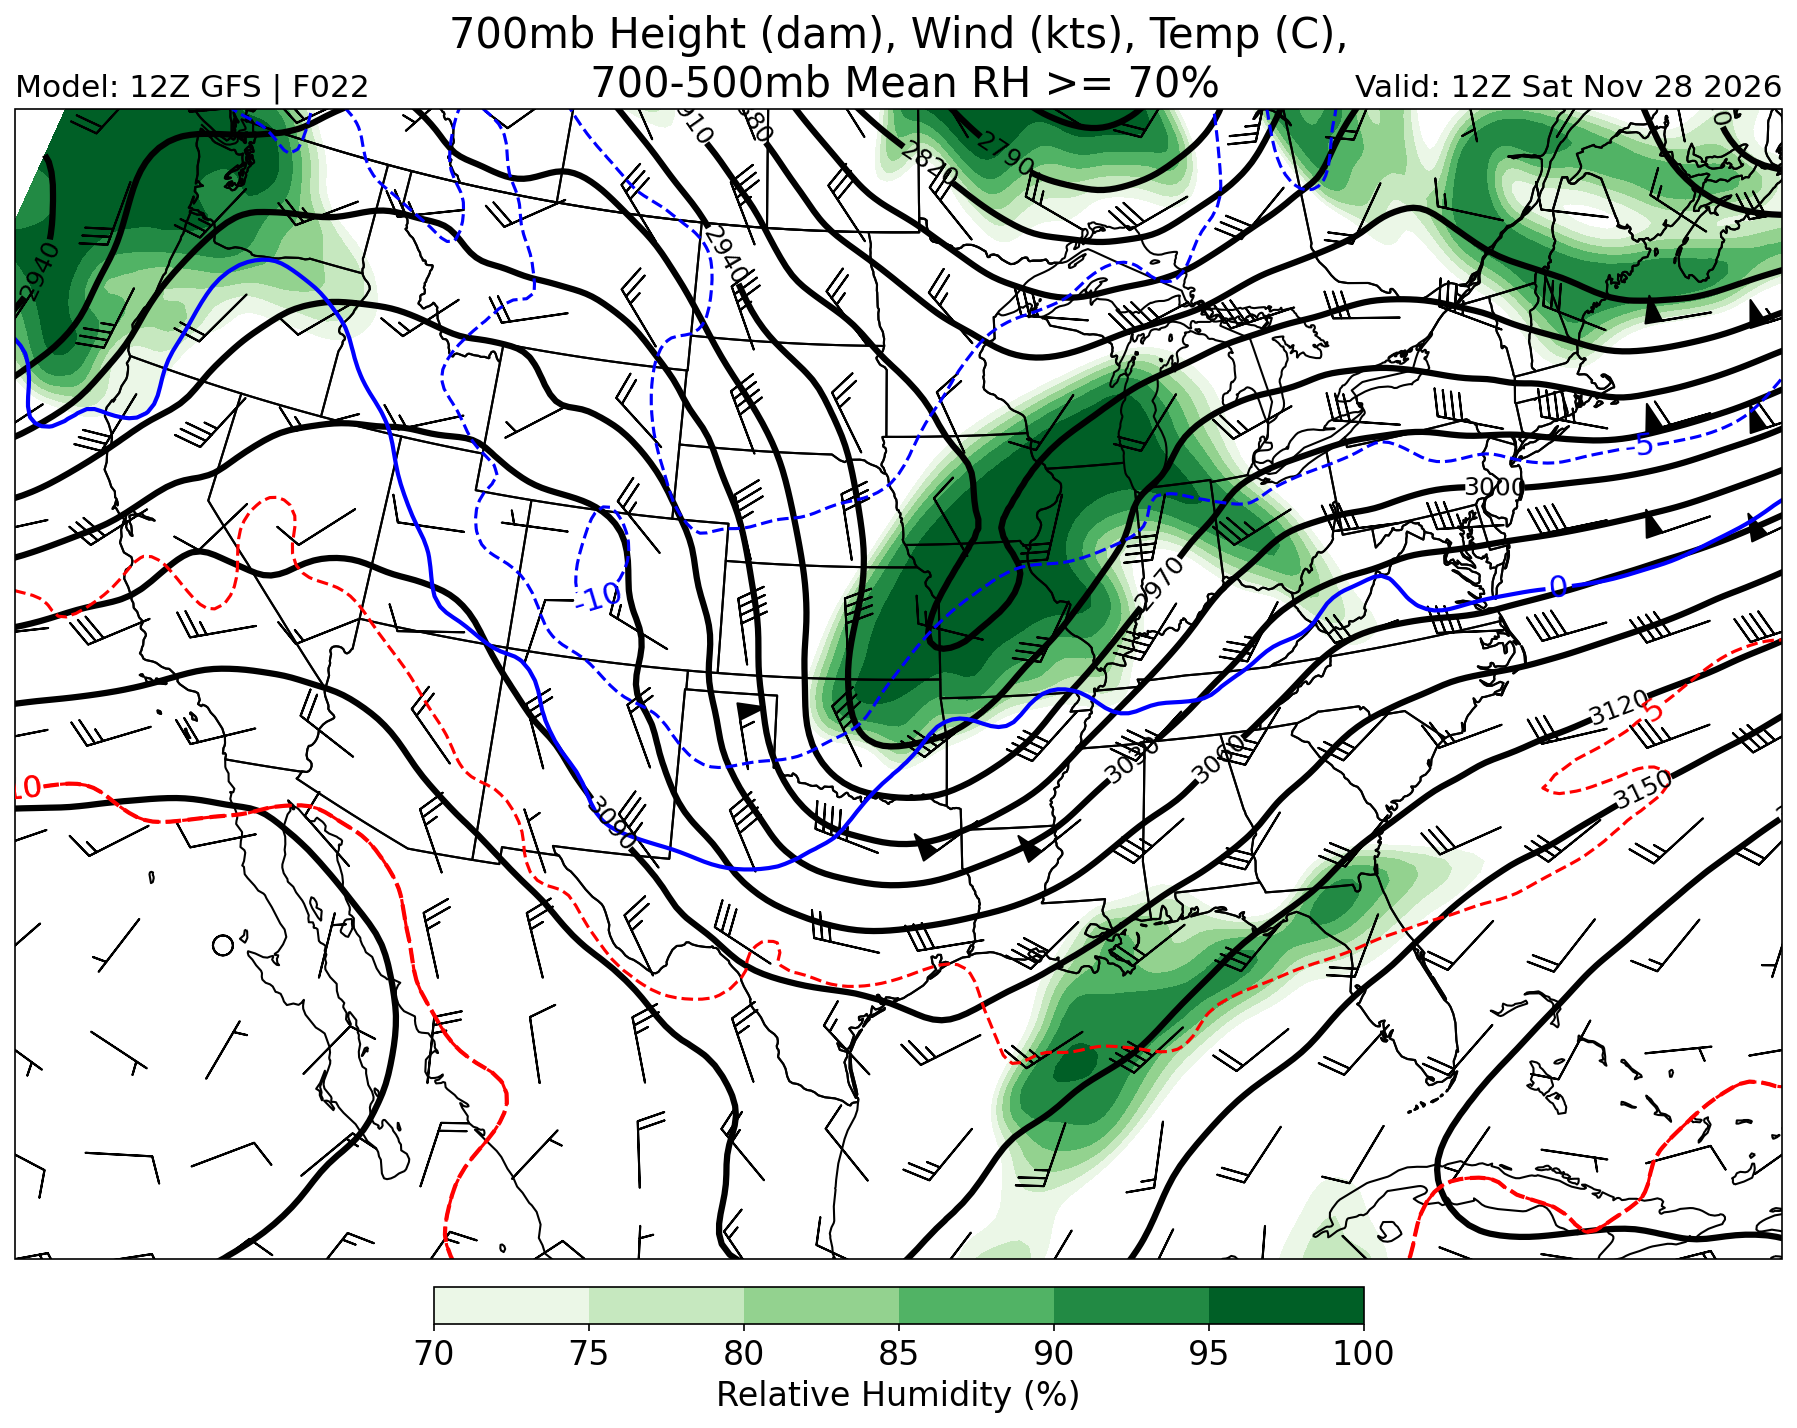 700mb Height (dam), Wind (kts), Temp (C),
700-500mb Mean RH >= 70%
Model: 12Z GFS | F022
Valid: 12Z Sat Nov 28 2026
2820
2790
2940
2940
-5
3000
-10
0
2970
3120
5
3060
3150
3090
70 75 80 85 90 95 100
Relative Humidity (%)